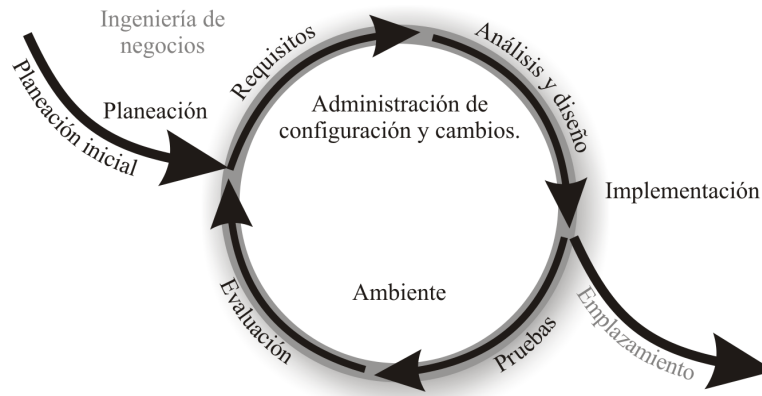 Ingeniería de
negocios
Planeación inicial
Planeación
Requisitos
Análisis y diseño
Administración de
configuración y cambios.
Implementación
Ambiente
Evaluación
Pruebas
Emplazamiento